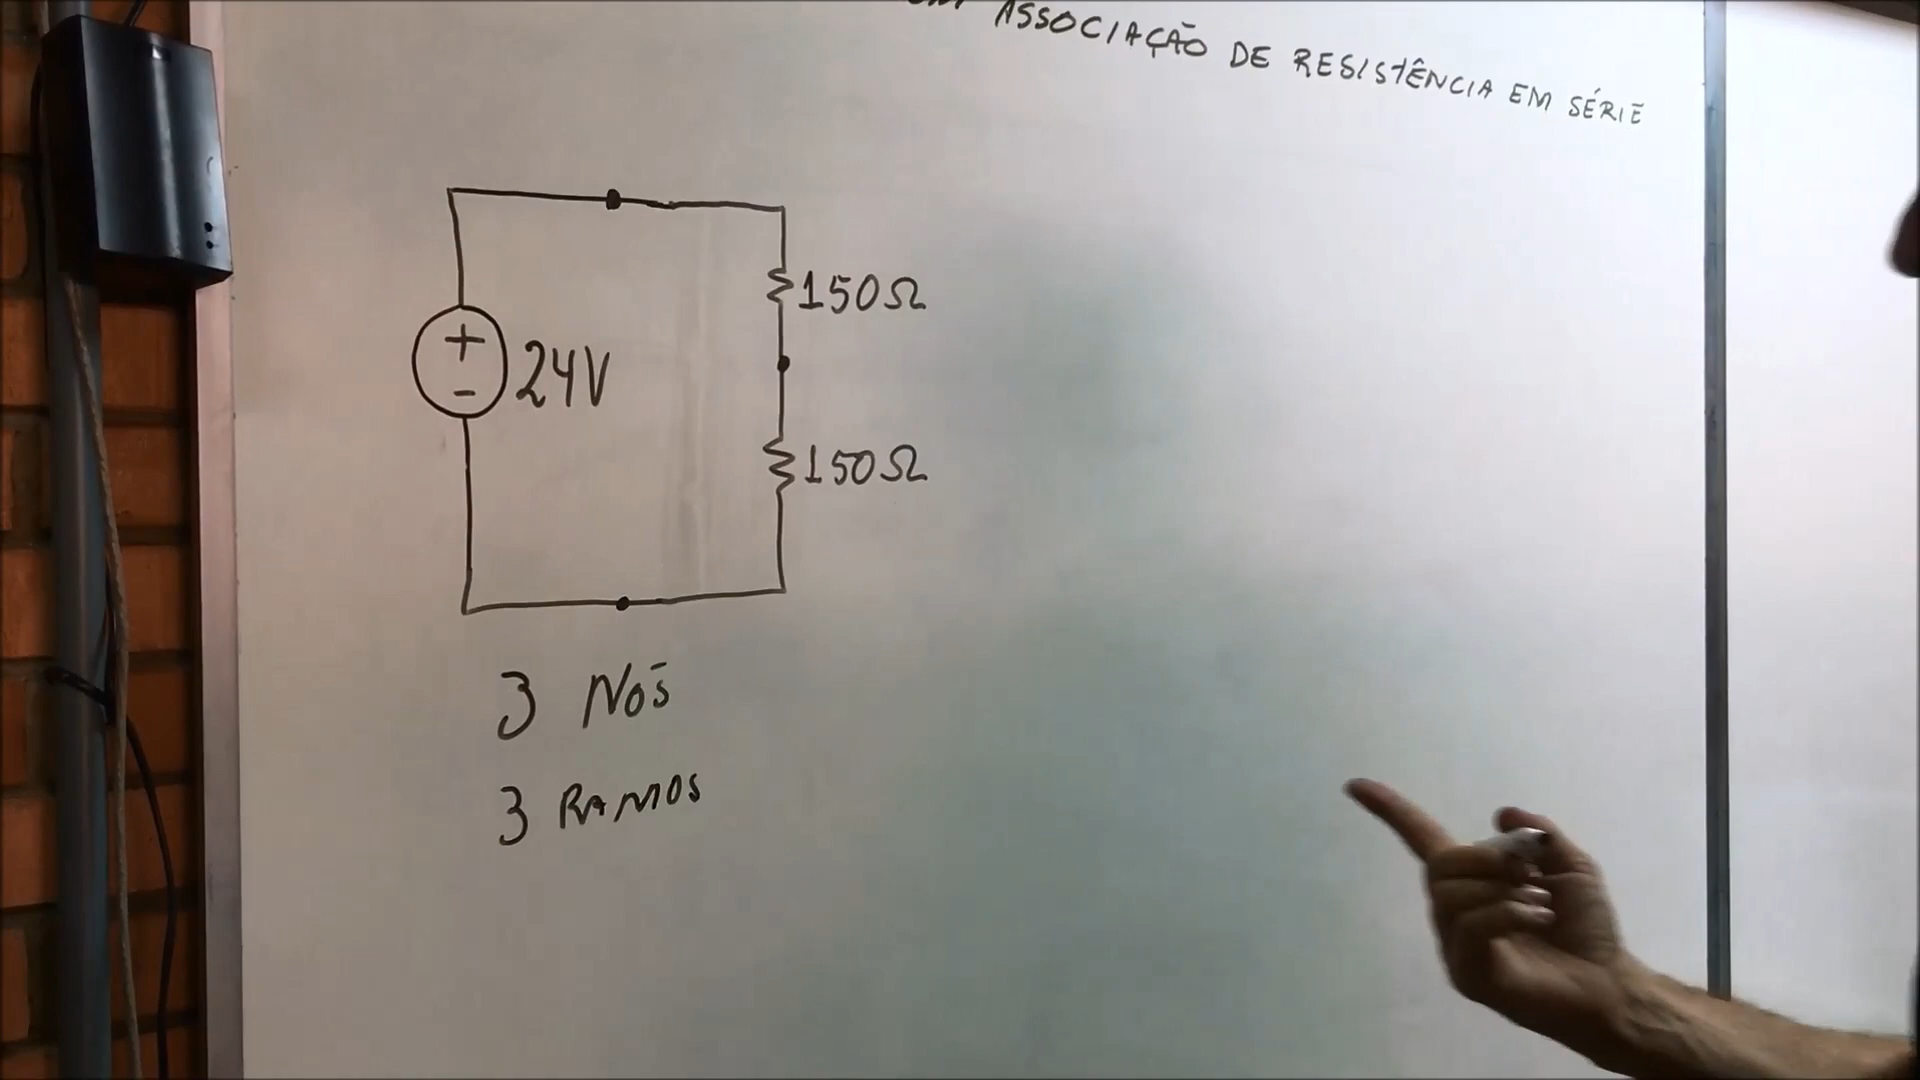 ASSOCIAÇÃO DE RESISTÊNCIA EM SÉRIE
150Ω
24V
150Ω
3 NÓS
3 RAMOS